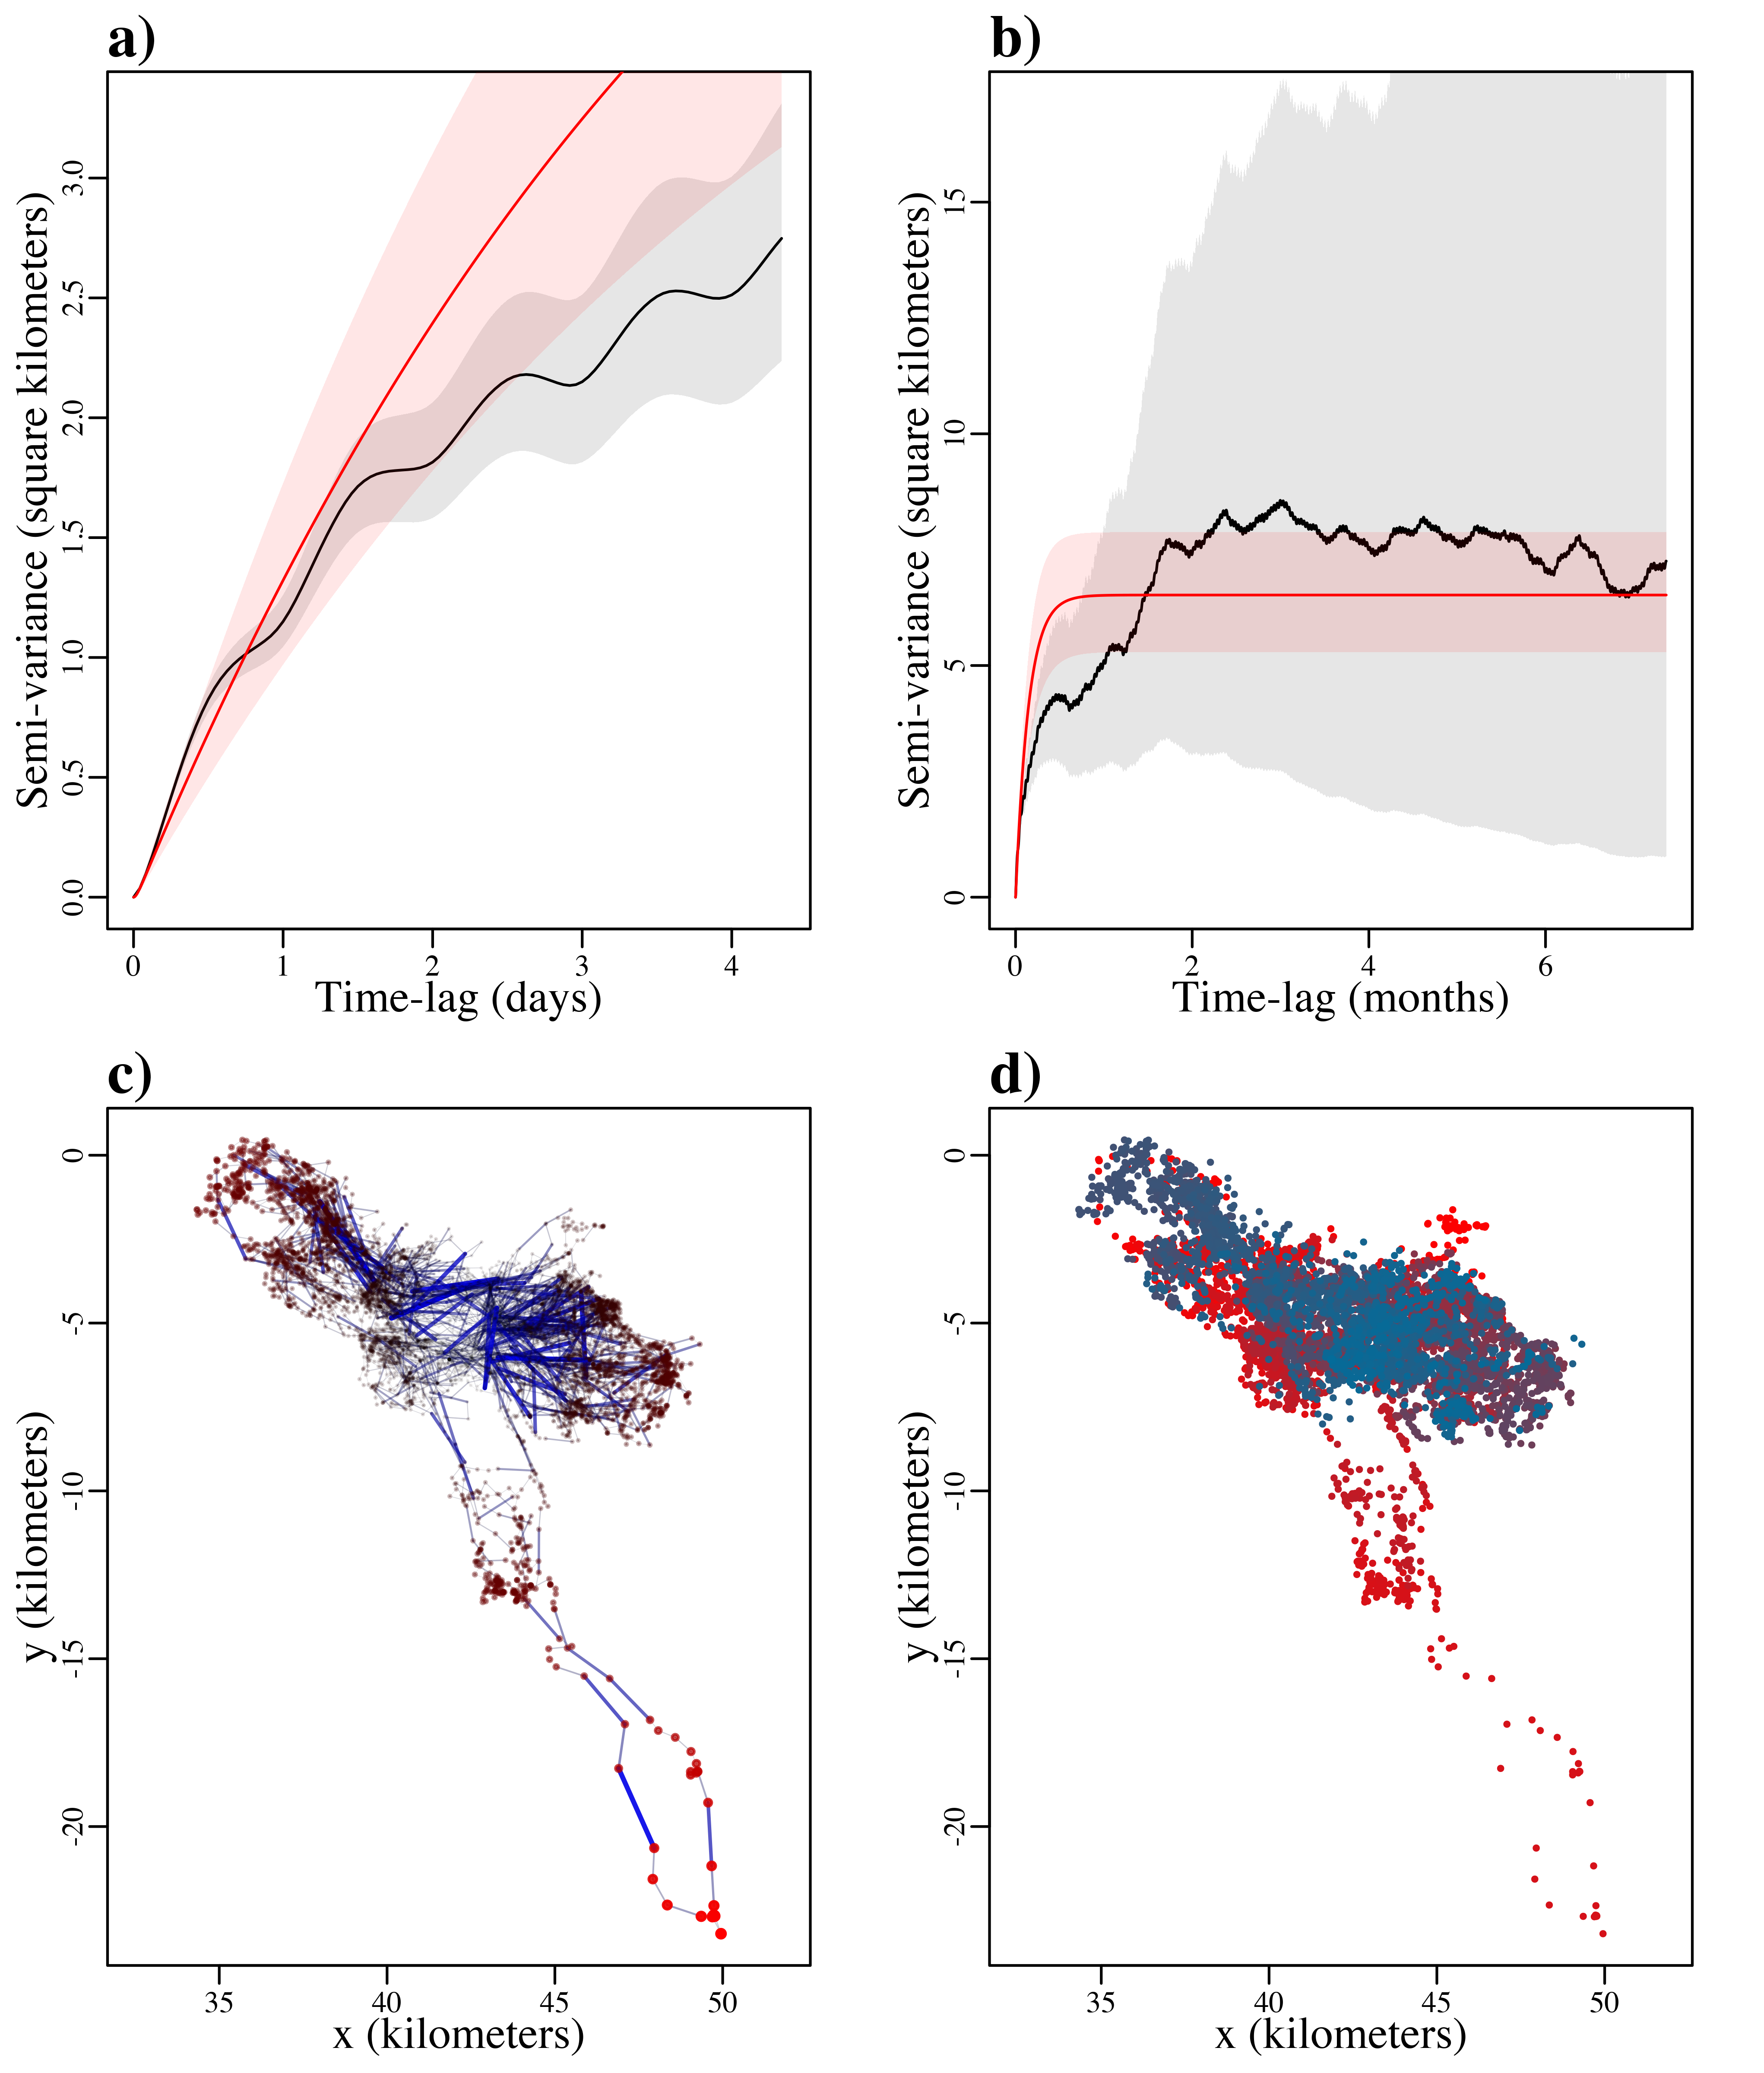 a)
Semi-variance (square kilometers)
3.0
2.5
2.0
1.5
1.0
0.5
0.0
0 1 2 3 4
Time-lag (days)
b)
Semi-variance (square kilometers)
15
10
5
0
0 2 4 6
Time-lag (months)
c)
y (kilometers)
0
-5
-10
-15
-20
35 40 45 50
x (kilometers)
d)
y (kilometers)
0
-5
-10
-15
-20
35 40 45 50
x (kilometers)